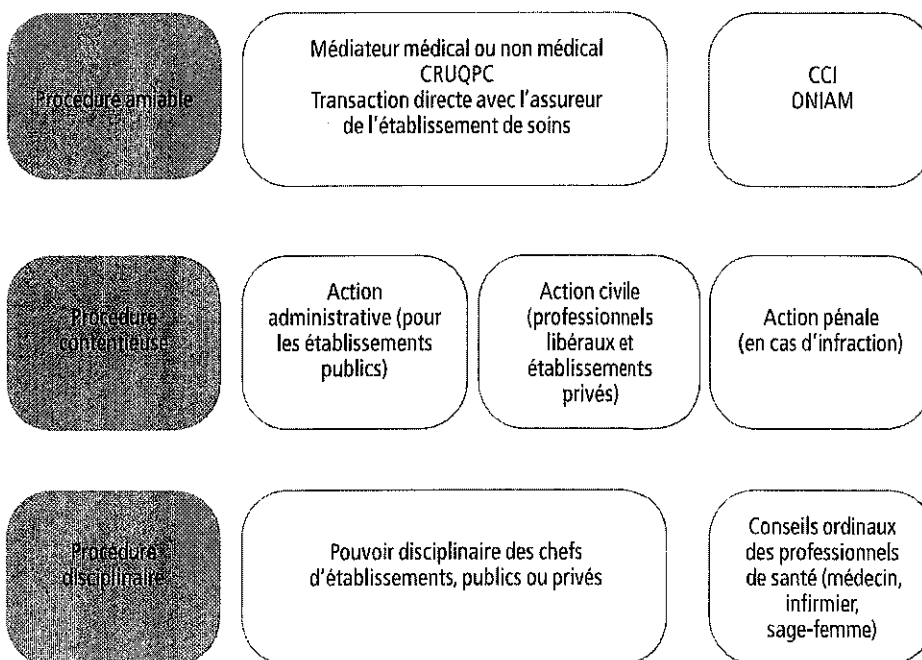 Procédure amiable
Médiateur médical ou non médical
CRUQPC
Transaction directe avec l'assureur
de l'établissement de soins
CCI
ONIAM
Procédure
contentieuse
Action
administrative (pour
les établissements
publics)
Action civile
(professionnels
libéraux et
établissements
privés)
Action pénale
(en cas d'infraction)
Procédure
disciplinaire
Pouvoir disciplinaire des chefs
d'établissements, publics ou privés
Conseils ordinaux
des professionnels
de santé (médecin,
infirmier,
sage-femme)